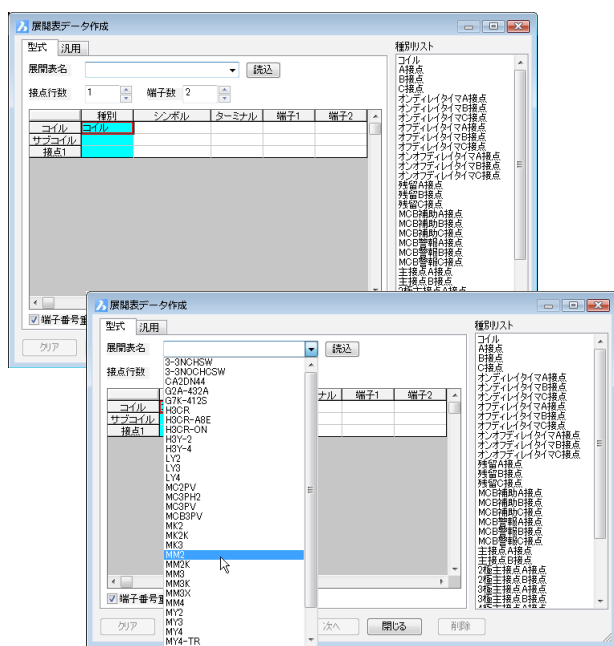 展開表データ作成
型式 汎用
展開表名 読込
接点行数 1 端子数 2
種別 シンボル ターミナル 端子1 端子2
コイル コイル
サブコイル
接点1
クリア
種別リスト
コイル
A接点
B接点
C接点
オンディレイタイマA接点
オンディレイタイマB接点
オンディレイタイマC接点
オフディレイタイマA接点
オフディレイタイマB接点
オフディレイタイマC接点
オンオフディレイタイマA接点
オンオフディレイタイマB接点
オンオフディレイタイマC接点
残留A接点
残留B接点
残留C接点
MCB補助A接点
MCB補助B接点
MCB補助C接点
MCB警報A接点
MCB警報B接点
MCB警報C接点
主接点A接点
主接点B接点
2極主接点A接点
端子番号
展開表データ作成
型式 汎用
展開表名 読込
接点行数
ナル 端子1 端子2
コイル
サブコイル
接点1
3-3NCHSW
3-3NOCHCSW
CA2DN44
G2A-432A
G7K-412S
H3CR
H3CR-A8E
H3CR-ON
H3Y-2
H3Y-4
LY2
LY3
LY4
MC2PV
MC3PH2
MC3PV
MCB3PV
MK2
MK2K
MK3
MM2
MM2K
MM3
MM3K
MM3X
MM4
MY2
MY3
MY4
MY4-TR
端子番号
クリア 次へ 閉じる 削除
種別リスト
コイル
A接点
B接点
C接点
オンディレイタイマA接点
オンディレイタイマB接点
オンディレイタイマC接点
オフディレイタイマA接点
オフディレイタイマB接点
オフディレイタイマC接点
オンオフディレイタイマA接点
オンオフディレイタイマB接点
オンオフディレイタイマC接点
残留A接点
残留B接点
残留C接点
MCB補助A接点
MCB補助B接点
MCB補助C接点
MCB警報A接点
MCB警報B接点
MCB警報C接点
主接点A接点
主接点B接点
2極主接点A接点
2極主接点B接点
3極主接点A接点
3極主接点B接点
4極主接点A接点